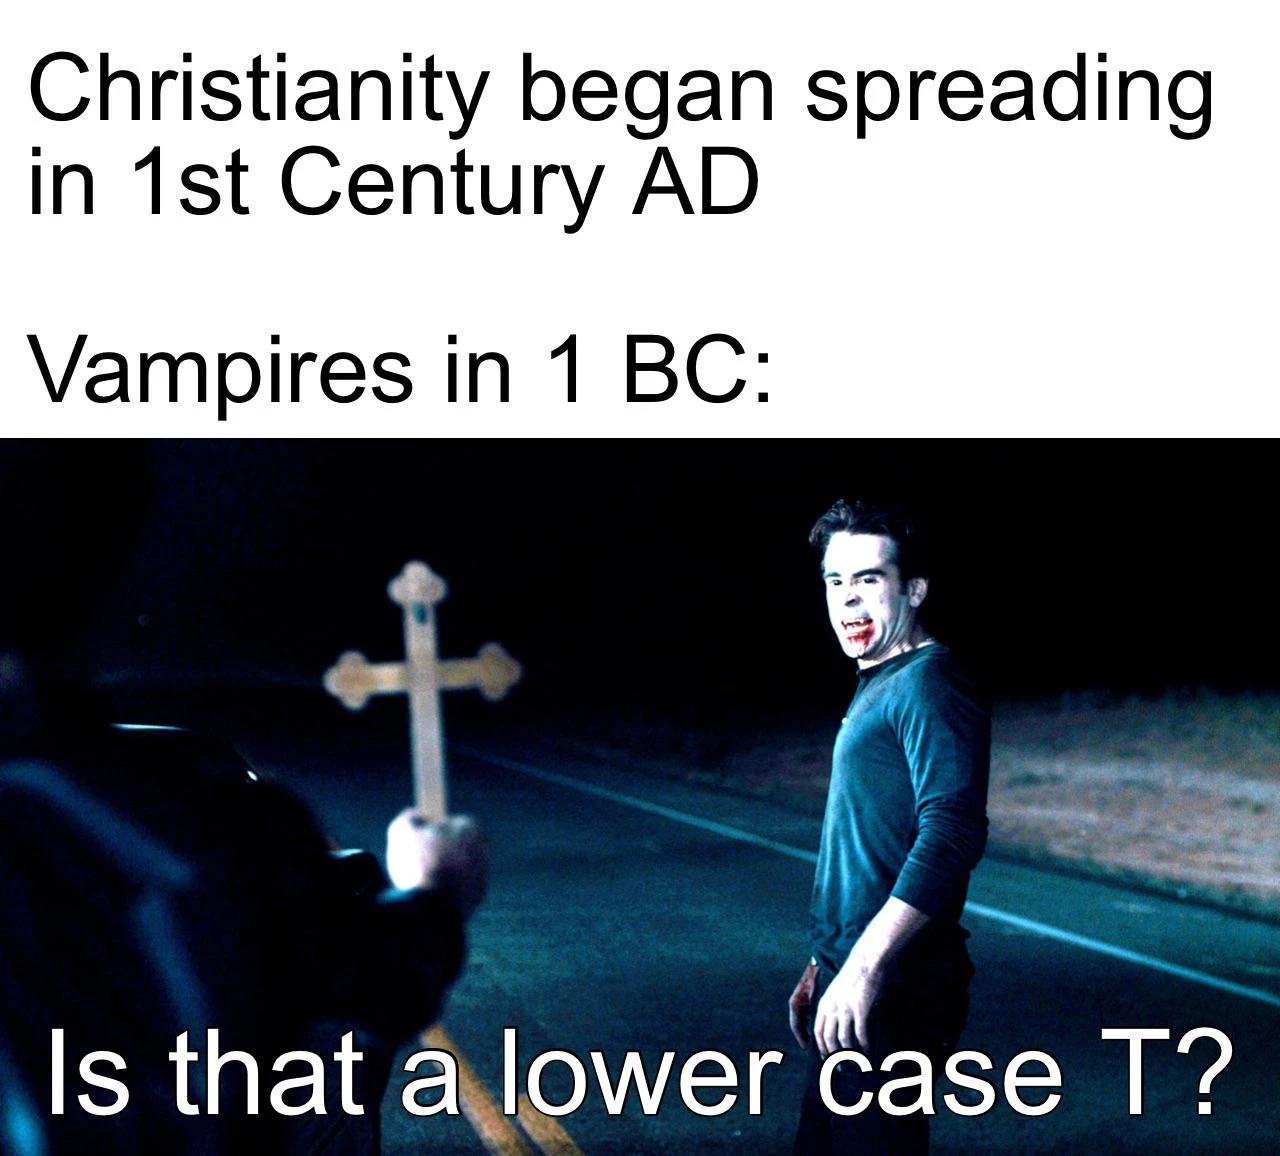 Christianity began spreading
in 1st Century AD
Vampires in 1 BC:
Is that a lower case T?